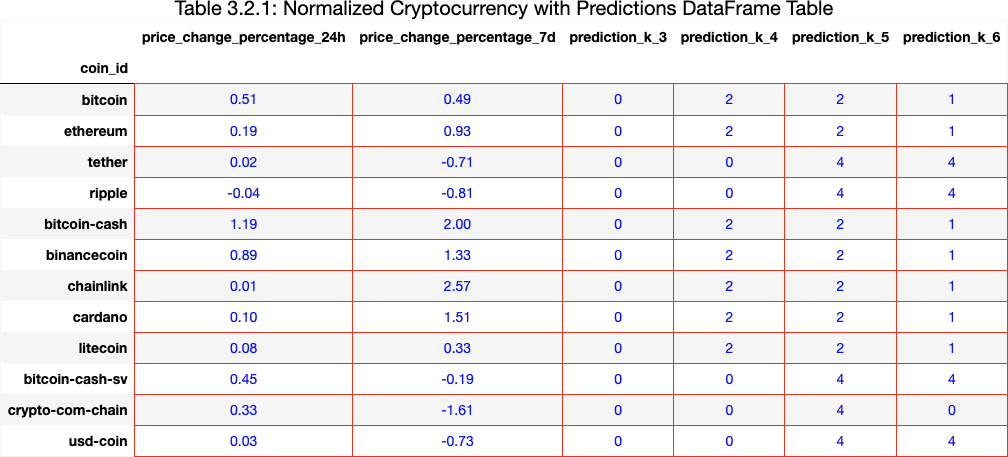 Table 3.2.1: Normalized Cryptocurrency with Predictions DataFrame Table
price_change_percentage_24h price_change_percentage_7d prediction_k_3 prediction_k_4 prediction_k_5 prediction_k_6
coin_id
bitcoin 0.51 0.49 0 2 2 1
ethereum 0.19 0.93 0 2 2 1
tether 0.02 -0.71 0 0 4 4
ripple -0.04 -0.81 0 0 4 4
bitcoin-cash 1.19 2.00 0 2 2 1
binancecoin 0.89 1.33 0 2 2 1
chainlink 0.01 2.57 0 2 2 1
cardano 0.10 1.51 0 2 2 1
litecoin 0.08 0.33 0 2 2 1
bitcoin-cash-sv 0.45 -0.19 0 0 4 4
crypto-com-chain 0.33 -1.61 0 0 4 0
usd-coin 0.03 -0.73 0 0 4 4